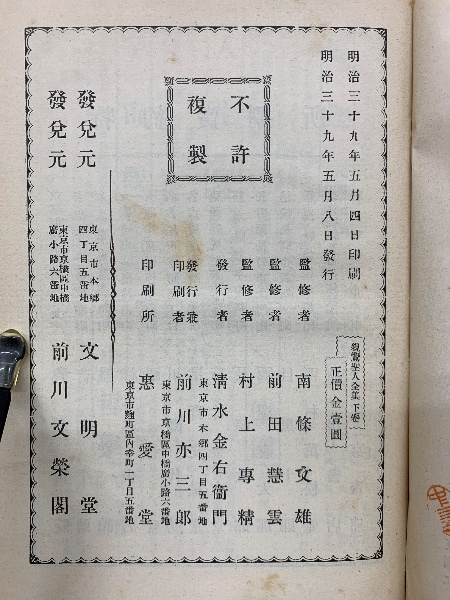 明治三十九年五月四日印刷
明治三十九年五月八日發行
不許
複製
親鸞聖人全集下卷
正價金壹圓
監修者 南條文雄
監修者 前田慧雲
監修者 村上專精
東京市本郷四丁目五番地
發行者 清水金右衞門
東京市京橋區中橋廣小路六番地
發行兼
印刷者 前川亦三郎
東京市麹町區內幸町一丁目五番地
印刷所 惠愛堂
發兌元 東京市本郷
四丁目五番地 文明堂
發兌元 東京市京橋區中橋
廣小路六番地 前川文榮閣